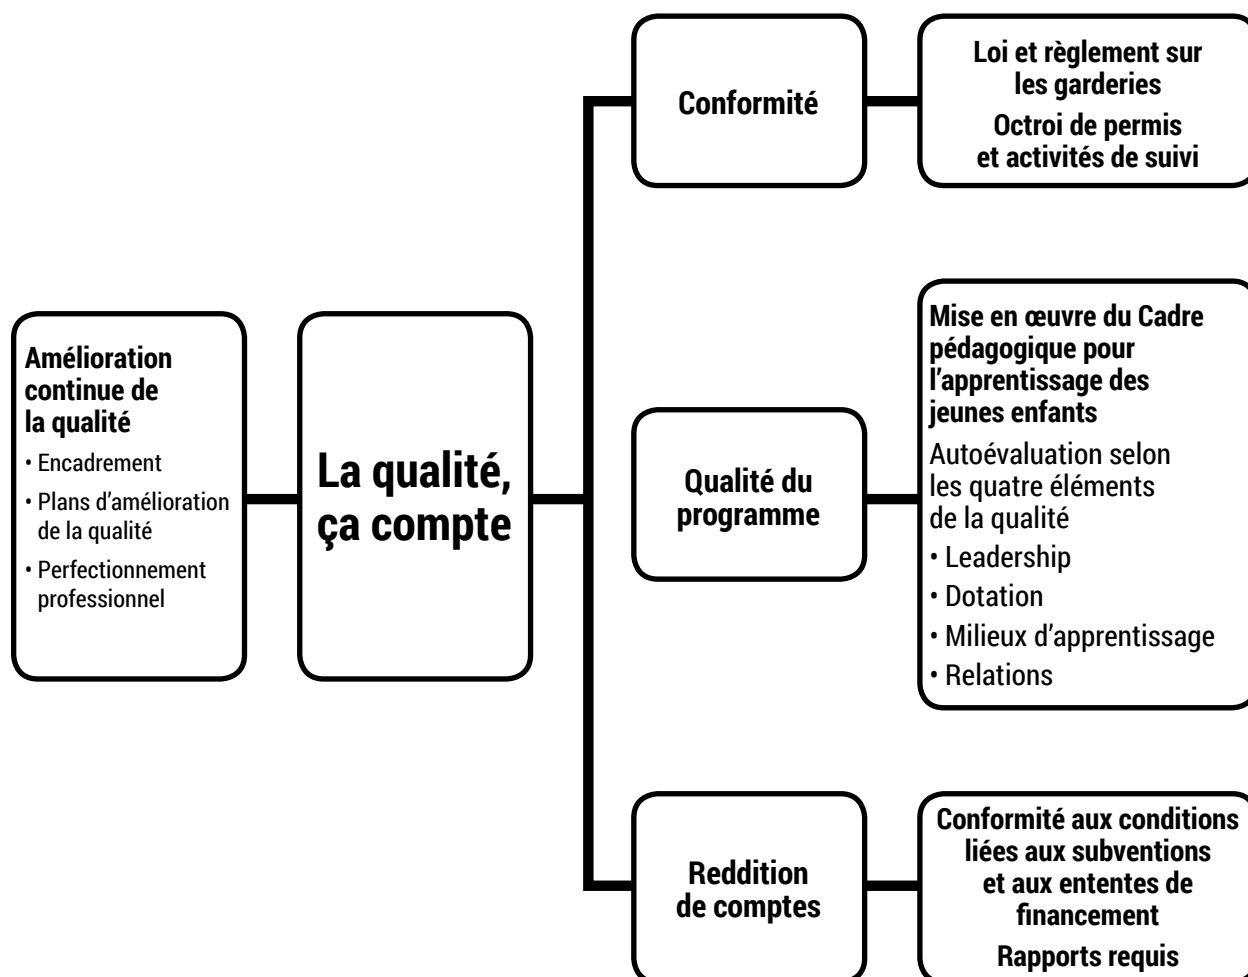 Amélioration
continue de
la qualité
• Encadrement
• Plans d'amélioration
de la qualité
• Perfectionnement
professionnel
La qualité,
ça compte
Conformité
Loi et règlement sur
les garderies
Octroi de permis
et activités de suivi
Qualité du
programme
Mise en œuvre du Cadre
pédagogique pour
l'apprentissage des
jeunes enfants
Autoévaluation selon
les quatre éléments
de la qualité
• Leadership
• Dotation
• Milieux d'apprentissage
• Relations
Reddition
de comptes
Conformité aux conditions
liées aux subventions
et aux ententes de
financement
Rapports requis